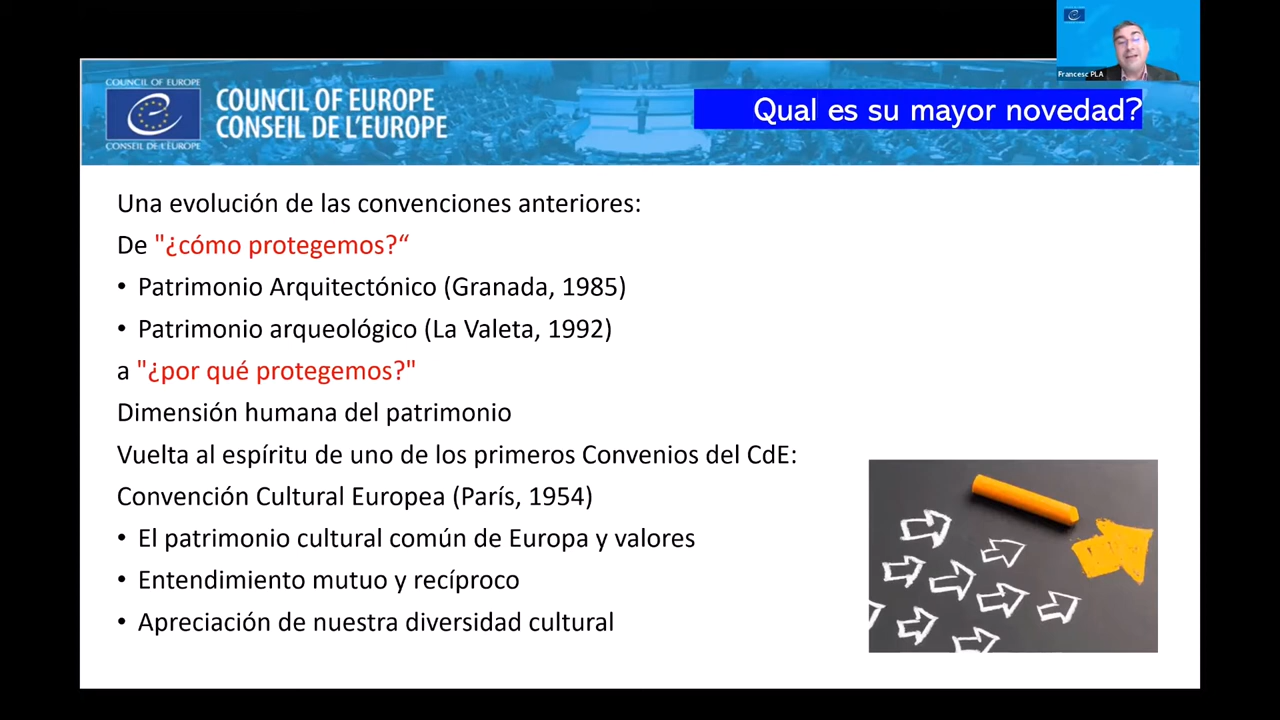 Francesc PLA
COUNCIL OF EUROPE
COUNCIL OF EUROPE
CONSEIL DE L'EUROPE
CONSEIL DE L'EUROPE
Qual es su mayor novedad?
Una evolución de las convenciones anteriores:
De "¿cómo protegemos?“
• Patrimonio Arquitectónico (Granada, 1985)
• Patrimonio arqueológico (La Valeta, 1992)
a "¿por qué protegemos?"
Dimensión humana del patrimonio
Vuelta al espíritu de uno de los primeros Convenios del CdE:
Convención Cultural Europea (París, 1954)
• El patrimonio cultural común de Europa y valores
• Entendimiento mutuo y recíproco
• Apreciación de nuestra diversidad cultural